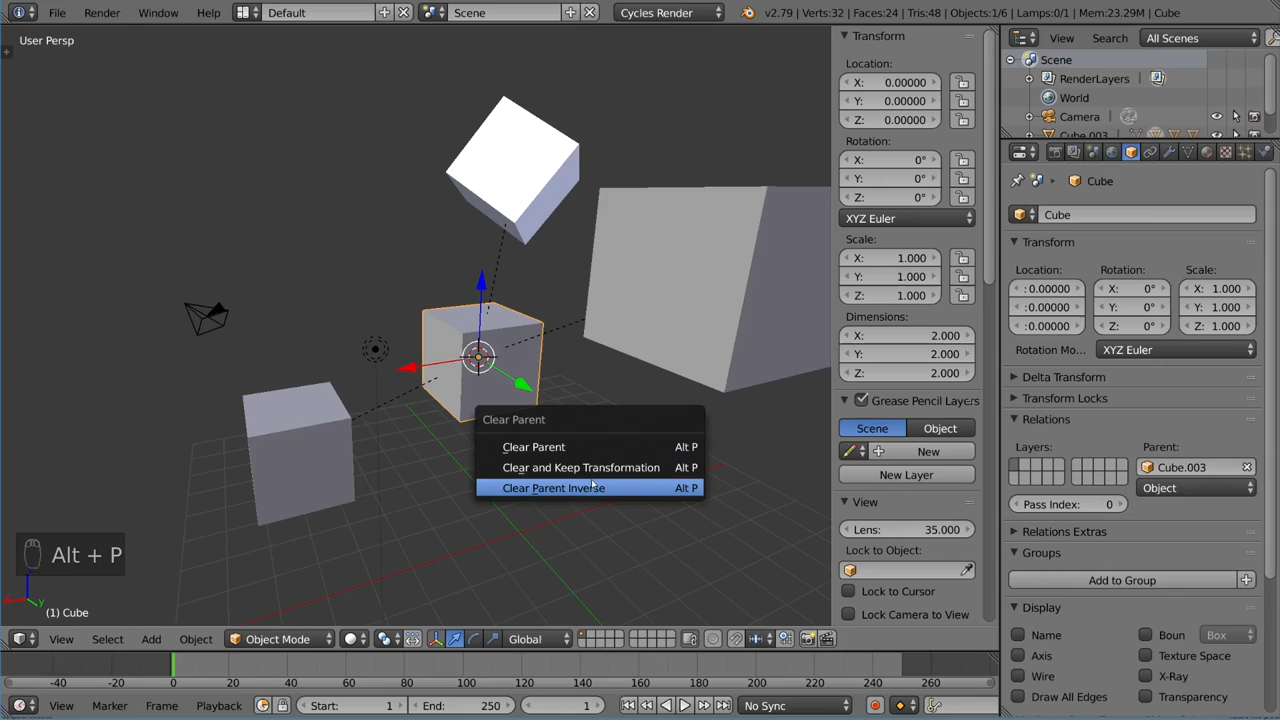 File Render Window Help Default Scene Cycles Render v2.79 | Verts:32 | Faces:24 | Tris:48 | Objects:1/6 | Lamps:0/1 | Mem:23.29M | Cube
User Persp
Transform
Location:
X: 0.00000
Y: 0.00000
Z: 0.00000
Rotation:
X: 0°
Y: 0°
Z: 0°
XYZ Euler
Scale:
X: 1.000
Y: 1.000
Z: 1.000
Dimensions:
X: 2.000
Y: 2.000
Z: 2.000
Grease Pencil Layers
Scene Object
New
New Layer
View
Lens: 35.000
Lock to Object:
Lock to Cursor
Lock Camera to View
View Search All Scenes
Scene
RenderLayers
World
Camera
Cube.003
Cube
Cube
Transform
Location: Rotation: Scale:
: 0.00000 X: 0° X: 1.000
: 0.00000 Y: 0° Y: 1.000
: 0.00000 Z: 0° Z: 1.000
Rotation Mo... XYZ Euler
Delta Transform
Transform Locks
Relations
Layers: Parent:
Cube.003
Object
Pass Index: 0
Relations Extras
Groups
Add to Group
Display
Name Boun Box
Axis Texture Space
Wire X-Ray
Draw All Edges Transparency
Clear Parent
Clear Parent Alt P
Clear and Keep Transformation Alt P
Clear Parent Inverse Alt P
Alt + P
x y
(1) Cube
View Select Add Object Object Mode Global
-40 -20 0 20 40 60 80 100 120 140 160 180 200 220 240 260
View Marker Frame Playback Start: 1 End: 250 1 No Sync